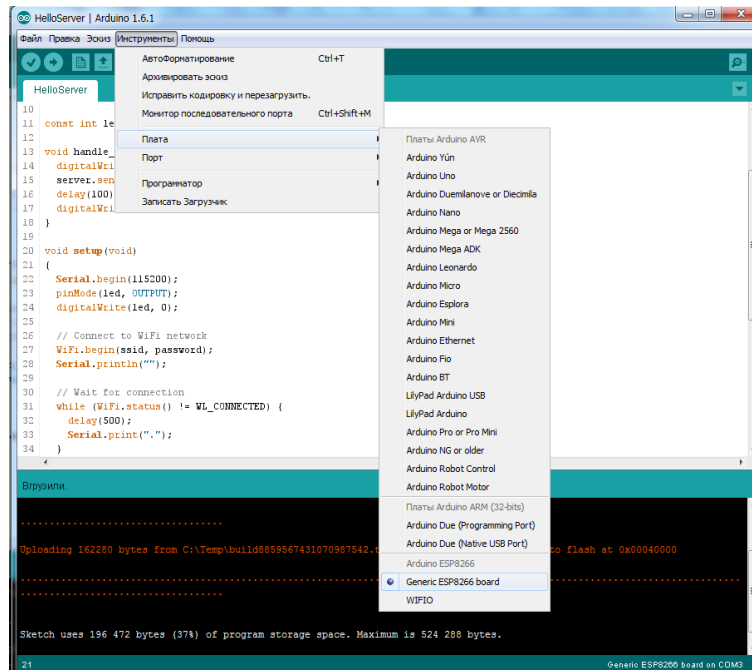 HelloServer | Arduino 1.6.1
Файл Правка Эскиз Инструменты Помощь
АвтоФорматирование Ctrl+T
Архивировать эскиз
Исправить кодировку и перезагрузить.
Монитор последовательного порта Ctrl+Shift+M
Плата
Порт
Программатор
Записать Загрузчик
Платы Arduino AVR
Arduino Yún
Arduino Uno
Arduino Duemilanove or Diecimila
Arduino Nano
Arduino Mega or Mega 2560
Arduino Mega ADK
Arduino Leonardo
Arduino Micro
Arduino Esplora
Arduino Mini
Arduino Ethernet
Arduino Fio
Arduino BT
LilyPad Arduino USB
LilyPad Arduino
Arduino Pro or Pro Mini
Arduino NG or older
Arduino Robot Control
Arduino Robot Motor
Платы Arduino ARM (32-bits)
Arduino Due (Programming Port)
Arduino Due (Native USB Port)
Arduino ESP8266
Generic ESP8266 board
WIFIO
HelloServer
10
11 const int le
12
13 void handle_
14 digitalWri
15 server.sen
16 delay(100)
17 digitalWri
18 }
19
20 void setup(void)
21 {
22 Serial.begin(115200);
23 pinMode(led, OUTPUT);
24 digitalWrite(led, 0);
25
26 // Connect to WiFi network
27 WiFi.begin(ssid, password);
28 Serial.println("");
29
30 // Wait for connection
31 while (WiFi.status() != WL_CONNECTED) {
32 delay(500);
33 Serial.print(".");
34 }
Вгрузили.
Uploading 162280 bytes from C:\Temp\build8859567431070987542.t to flash at 0x00040000
Sketch uses 196 472 bytes (37%) of program storage space. Maximum is 524 288 bytes.
21 Generic ESP8266 board on COM3